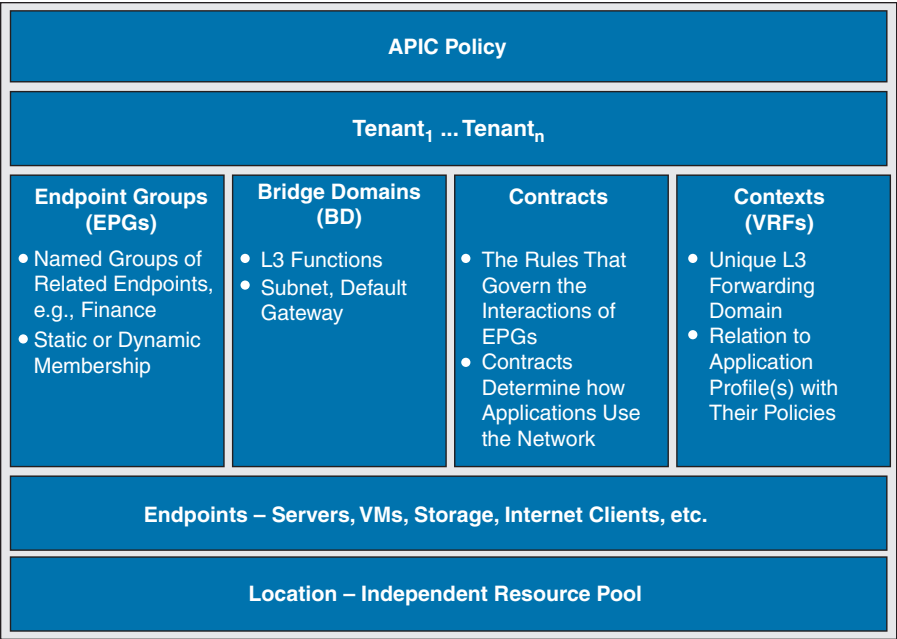 APIC Policy
Tenant1 ... Tenantn
Endpoint Groups
(EPGs)
• Named Groups of
Related Endpoints,
e.g., Finance
• Static or Dynamic
Membership
Bridge Domains
(BD)
• L3 Functions
• Subnet, Default
Gateway
Contracts
• The Rules That
Govern the
Interactions of
EPGs
• Contracts
Determine how
Applications Use
the Network
Contexts
(VRFs)
• Unique L3
Forwarding
Domain
• Relation to
Application
Profile(s) with
Their Policies
Endpoints – Servers, VMs, Storage, Internet Clients, etc.
Location – Independent Resource Pool